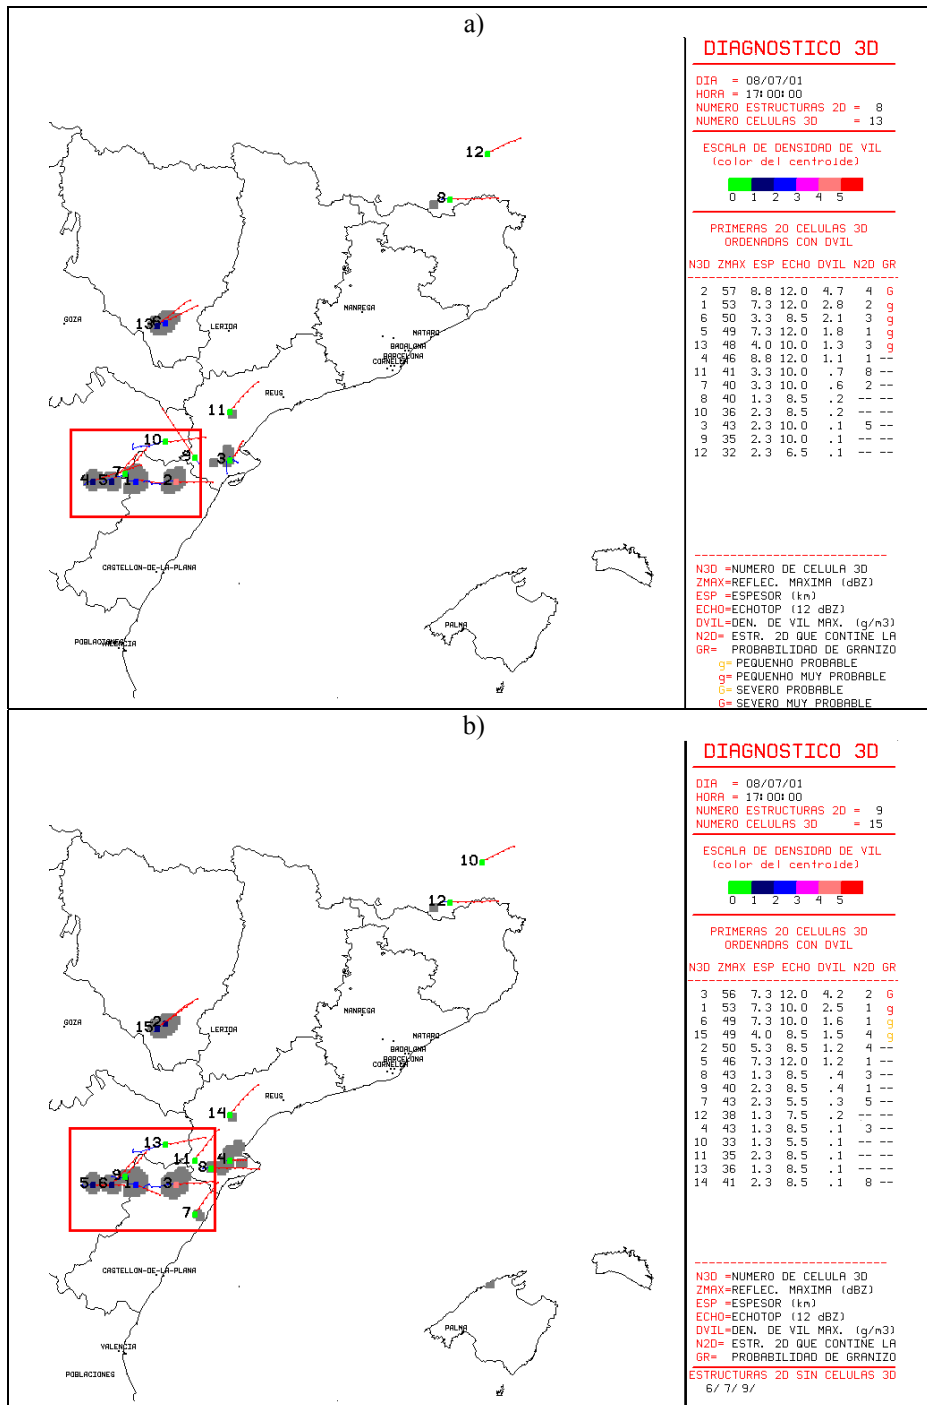 a)
DIAGNOSTICO 3D
DIA = 08/07/01
HORA = 17:00:00
NUMERO ESTRUCTURAS 2D = 8
NUMERO CELULAS 3D = 13
ESCALA DE DENSIDAD DE VIL
(color del centroide)
0 1 2 3 4 5
PRIMERAS 20 CELULAS 3D
ORDENADAS CON DVIL
N3D ZMAX ESP ECHO DVIL N2D GR
2 57 8.8 12.0 4.7 4 G
1 53 7.3 12.0 2.8 2 g
6 50 3.3 8.5 2.1 3 g
5 49 7.3 12.0 1.8 1 g
13 48 4.0 10.0 1.3 3 g
4 46 8.8 12.0 1.1 1 --
11 41 3.3 10.0 .7 8 --
7 40 3.3 10.0 .6 2 --
8 40 1.3 8.5 .2 -- --
10 36 2.3 8.5 .2 -- --
3 43 2.3 10.0 .1 5 --
9 35 2.3 10.0 .1 -- --
12 32 2.3 6.5 .1 -- --
N3D =NUMERO DE CELULA 3D
ZMAX=REFLEC. MAXIMA (dBZ)
ESP =ESPESOR (km)
ECHO=ECHOTOP (12 dBZ)
DVIL=DEN. DE VIL MAX. (g/m3)
N2D= ESTR. 2D QUE CONTINE LA
GR= PROBABILIDAD DE GRANIZO
g= PEQUENHO PROBABLE
g= PEQUENHO MUY PROBABLE
G= SEVERO PROBABLE
G= SEVERO MUY PROBABLE
12
8
MANRESA
GOZA
13
LERIDA
MATARO
BADALONA
BARCELONA
CORNELLA
REUS
11
10
9
3
7
4 5 1 2
CASTELLON-DE-LA-PLANA
PALMA
POBLACIONES
VALENCIA
b)
DIAGNOSTICO 3D
DIA = 08/07/01
HORA = 17:00:00
NUMERO ESTRUCTURAS 2D = 9
NUMERO CELULAS 3D = 15
ESCALA DE DENSIDAD DE VIL
(color del centroide)
0 1 2 3 4 5
PRIMERAS 20 CELULAS 3D
ORDENADAS CON DVIL
N3D ZMAX ESP ECHO DVIL N2D GR
3 56 7.3 12.0 4.2 2 G
1 53 7.3 10.0 2.5 1 g
6 49 7.3 10.0 1.6 1 g
15 49 4.0 8.5 1.5 4 g
2 50 5.3 8.5 1.2 4 --
5 46 7.3 12.0 1.2 1 --
8 43 1.3 8.5 .4 3 --
9 40 2.3 8.5 .4 1 --
7 43 2.3 5.5 .3 5 --
12 38 1.3 7.5 .2 -- --
4 43 1.3 8.5 .1 3 --
10 33 1.3 5.5 .1 -- --
11 35 2.3 8.5 .1 -- --
13 36 1.3 8.5 .1 -- --
14 41 2.3 8.5 .1 8 --
N3D =NUMERO DE CELULA 3D
ZMAX=REFLEC. MAXIMA (dBZ)
ESP =ESPESOR (km)
ECHO=ECHOTOP (12 dBZ)
DVIL=DEN. DE VIL MAX. (g/m3)
N2D= ESTR. 2D QUE CONTINE LA
GR= PROBABILIDAD DE GRANIZO
ESTRUCTURAS 2D SIN CELULAS 3D
6/ 7/ 9/
10
12
MANRESA
GOZA
15 2
LERIDA
MATARO
BADALONA
BARCELONA
CORNELLA
REUS
14
13
11
8
4
9
5 6 1 3
7
CASTELLON-DE-LA-PLANA
PALMA
VALENCIA
POBLACIONES